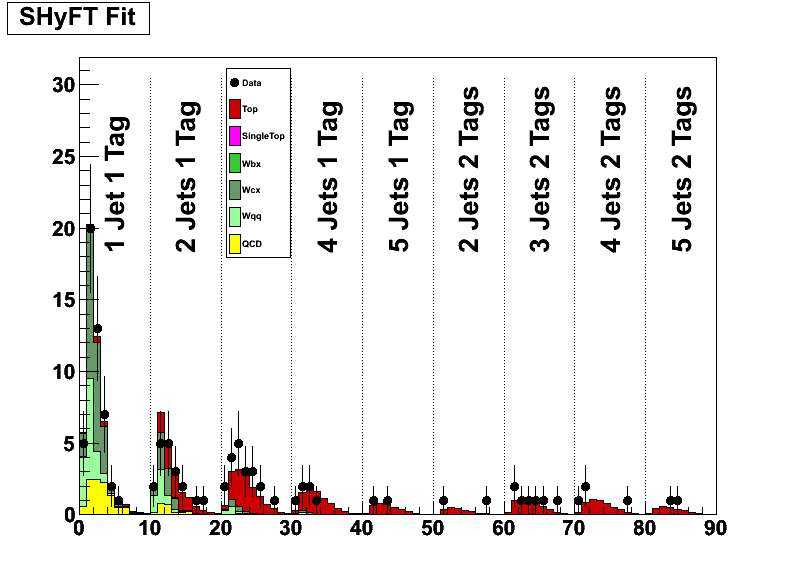 SHyFT Fit
30
25
20
15
10
5
0
1 Jet 1 Tag
2 Jets 1 Tag
Data
Top
SingleTop
Wbx
Wcx
Wqq
QCD
4 Jets 1 Tag
5 Jets 1 Tag
2 Jets 2 Tags
3 Jets 2 Tags
4 Jets 2 Tags
5 Jets 2 Tags
0 10 20 30 40 50 60 70 80 90